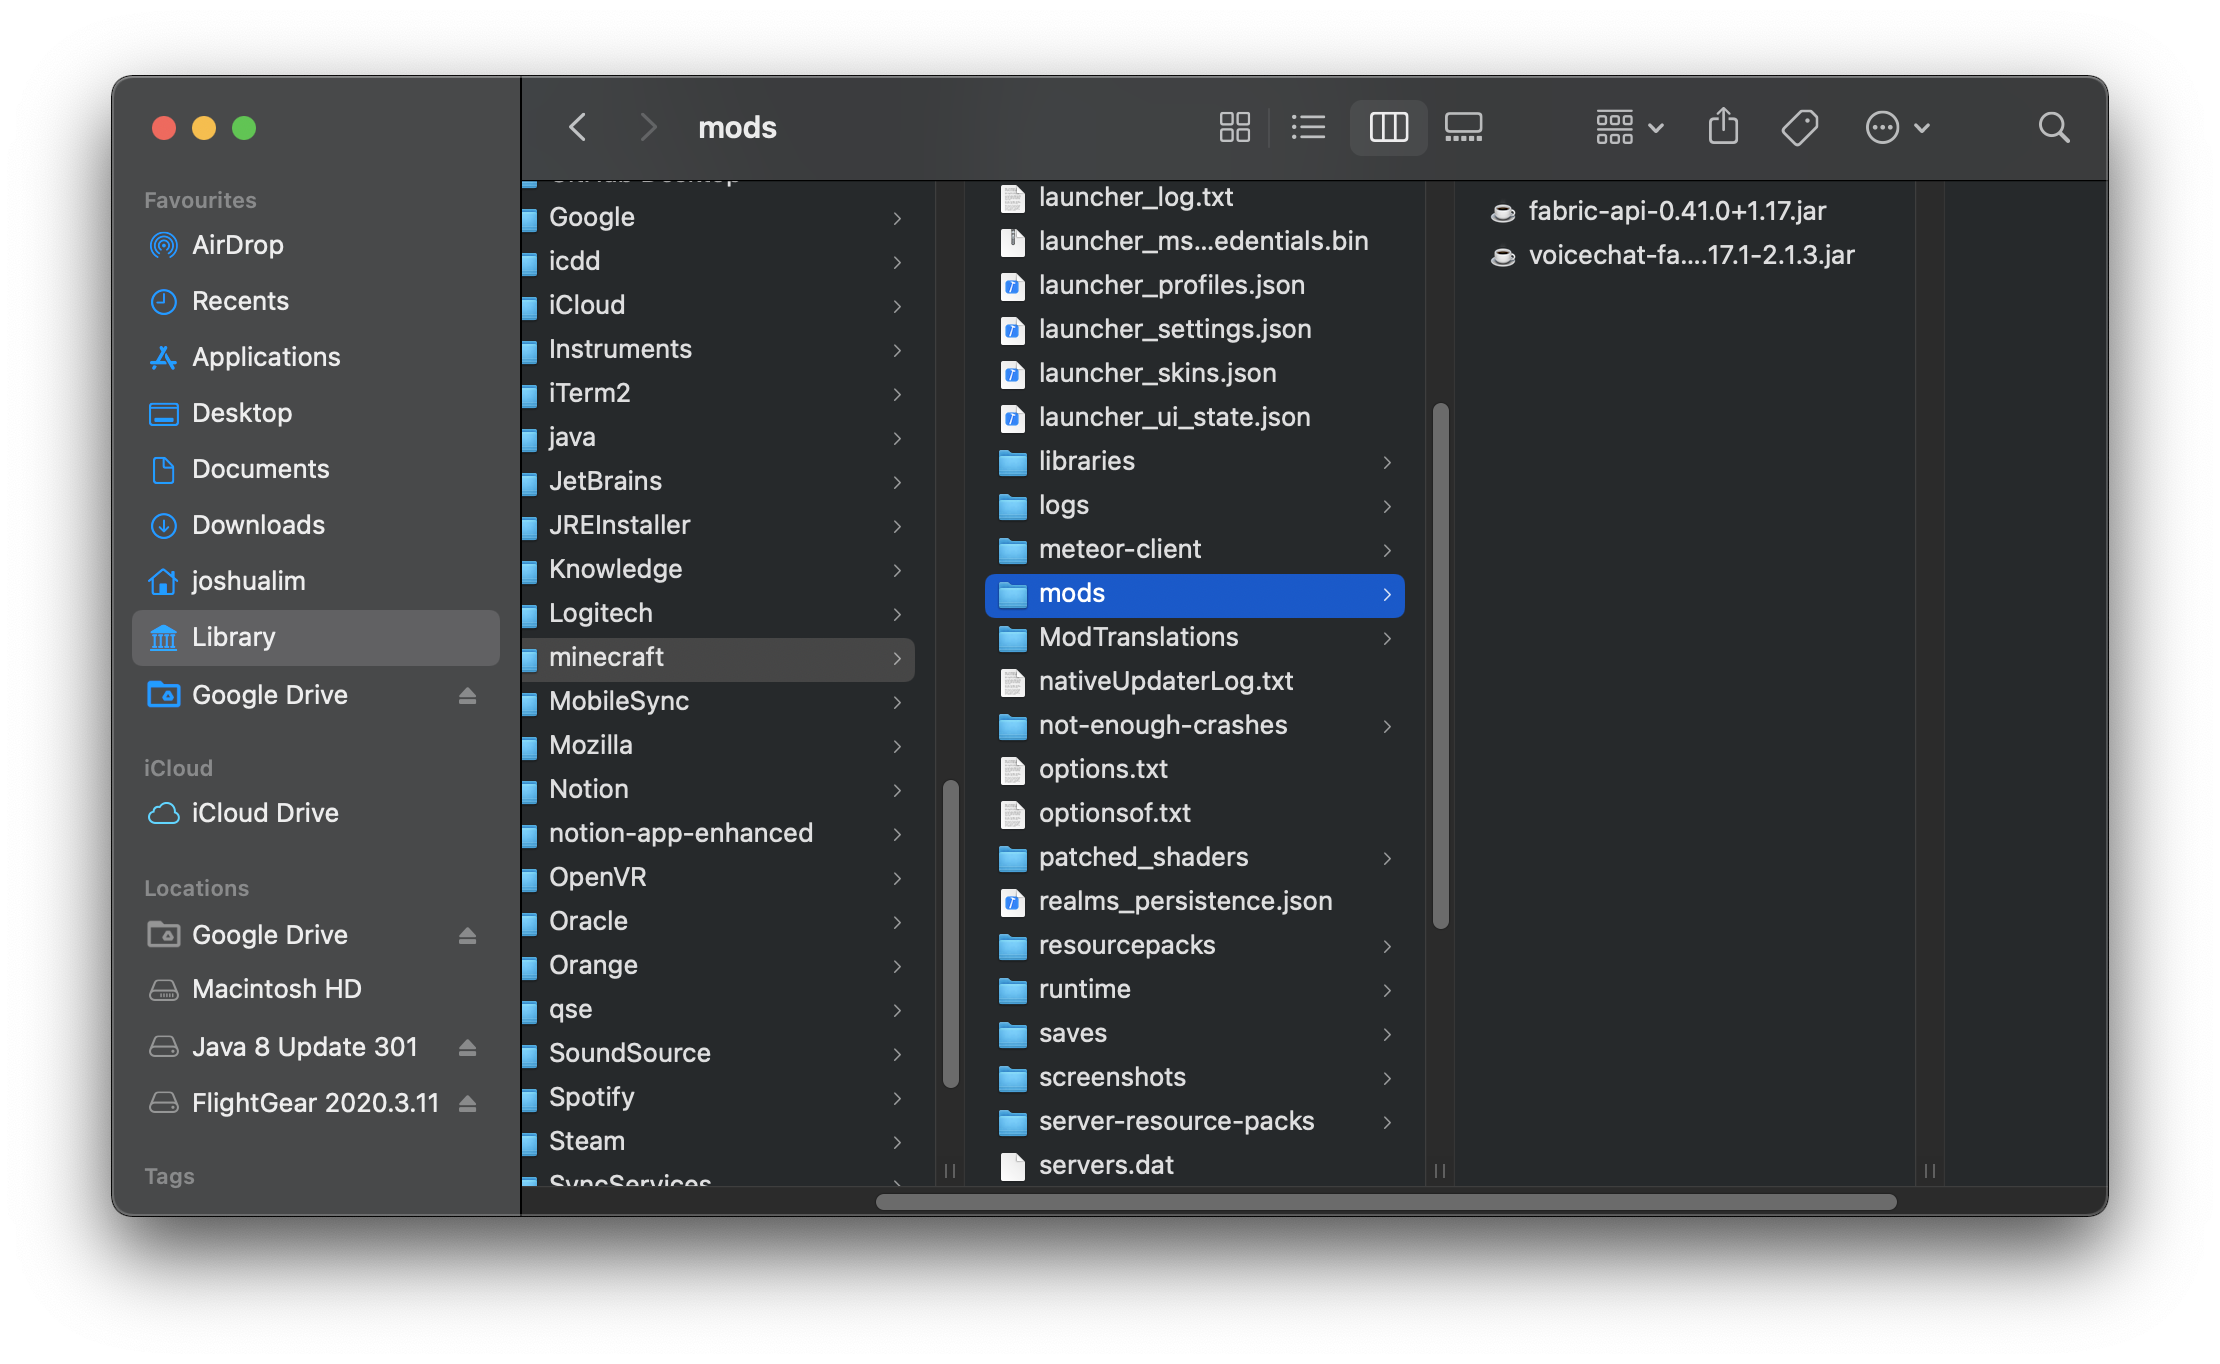 mods
Favourites
AirDrop
Recents
Applications
Desktop
Documents
Downloads
joshualim
Library
Google Drive
iCloud
iCloud Drive
Locations
Google Drive
Macintosh HD
Java 8 Update 301
FlightGear 2020.3.11
Tags
GitHub Desktop
Google
icdd
iCloud
Instruments
iTerm2
java
JetBrains
JREInstaller
Knowledge
Logitech
minecraft
MobileSync
Mozilla
Notion
notion-app-enhanced
OpenVR
Oracle
Orange
qse
SoundSource
Spotify
Steam
SyncServices
launcher_log.txt
launcher_ms...edentials.bin
launcher_profiles.json
launcher_settings.json
launcher_skins.json
launcher_ui_state.json
libraries
logs
meteor-client
mods
ModTranslations
nativeUpdaterLog.txt
not-enough-crashes
options.txt
optionsof.txt
patched_shaders
realms_persistence.json
resourcepacks
runtime
saves
screenshots
server-resource-packs
servers.dat
fabric-api-0.41.0+1.17.jar
voicechat-fa....17.1-2.1.3.jar